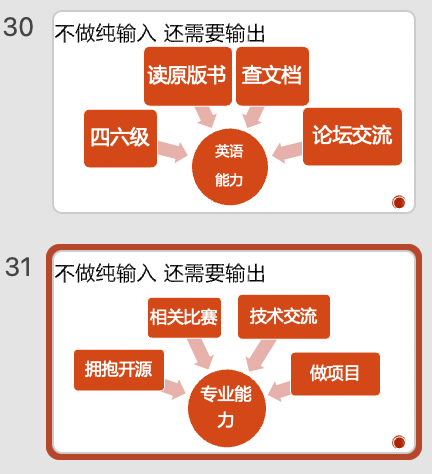 30
不做纯输入 还需要输出
读原版书
查文档
四六级
论坛交流
英语
能力
31
不做纯输入 还需要输出
相关比赛
技术交流
拥抱开源
做项目
专业能
力